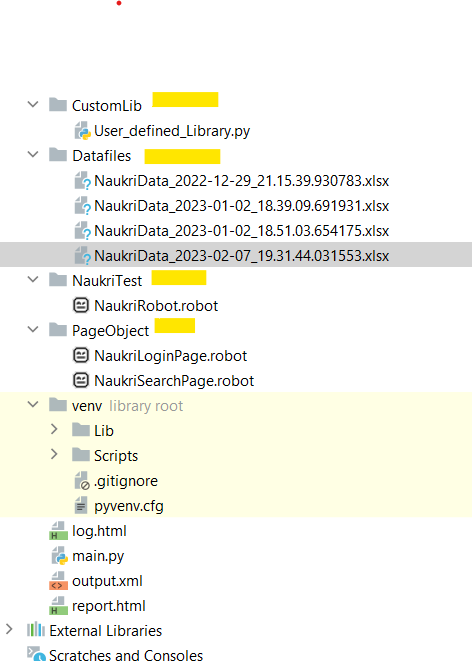 CustomLib
User_defined_Library.py
Datafiles
NaukriData_2022-12-29_21.15.39.930783.xlsx
NaukriData_2023-01-02_18.39.09.691931.xlsx
NaukriData_2023-01-02_18.51.03.654175.xlsx
NaukriData_2023-02-07_19.31.44.031553.xlsx
NaukriTest
NaukriRobot.robot
PageObject
NaukriLoginPage.robot
NaukriSearchPage.robot
venv library root
Lib
Scripts
.gitignore
pyvenv.cfg
log.html
main.py
output.xml
report.html
External Libraries
Scratches and Consoles